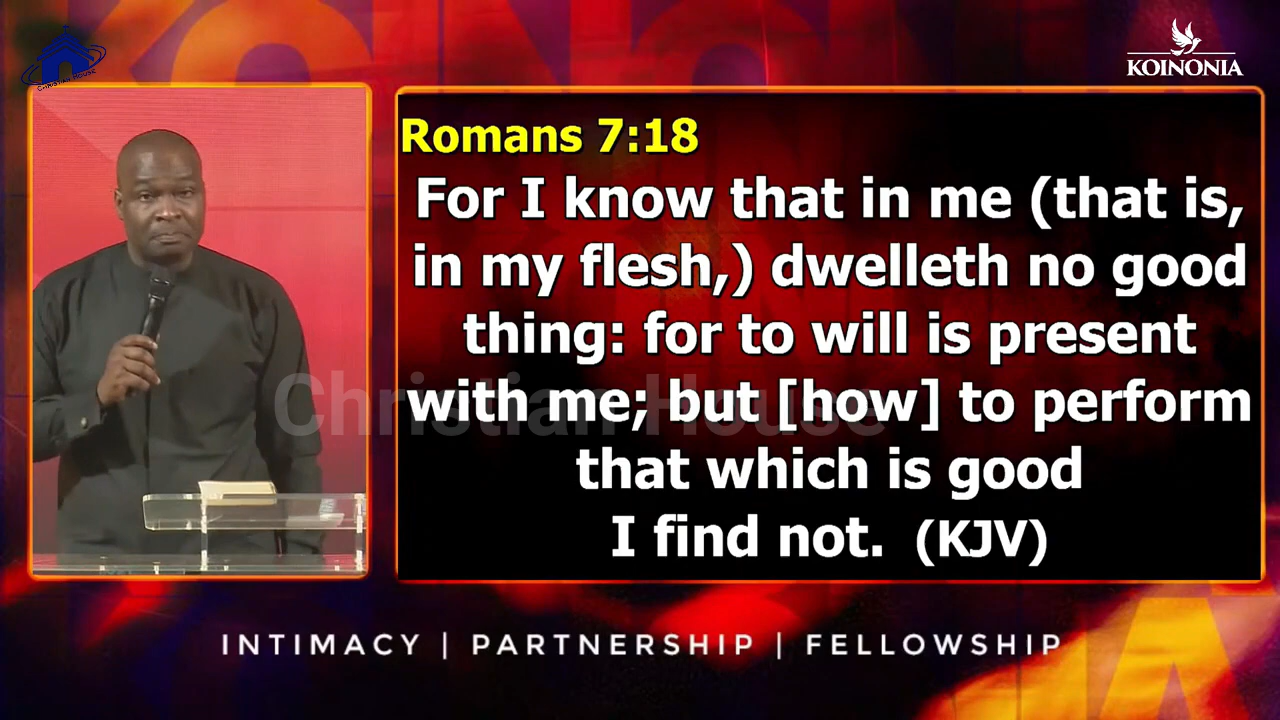 CHRISTIAN HOUSE
KOINONIA
Romans 7:18
For I know that in me (that is,
in my flesh,) dwelleth no good
thing: for to will is present
with me; but [how] to perform
that which is good
I find not. (KJV)
Christian House
INTIMACY | PARTNERSHIP | FELLOWSHIP